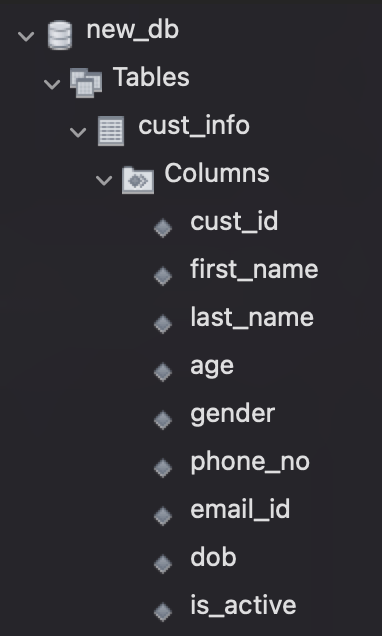 new_db
Tables
cust_info
Columns
cust_id
first_name
last_name
age
gender
phone_no
email_id
dob
is_active